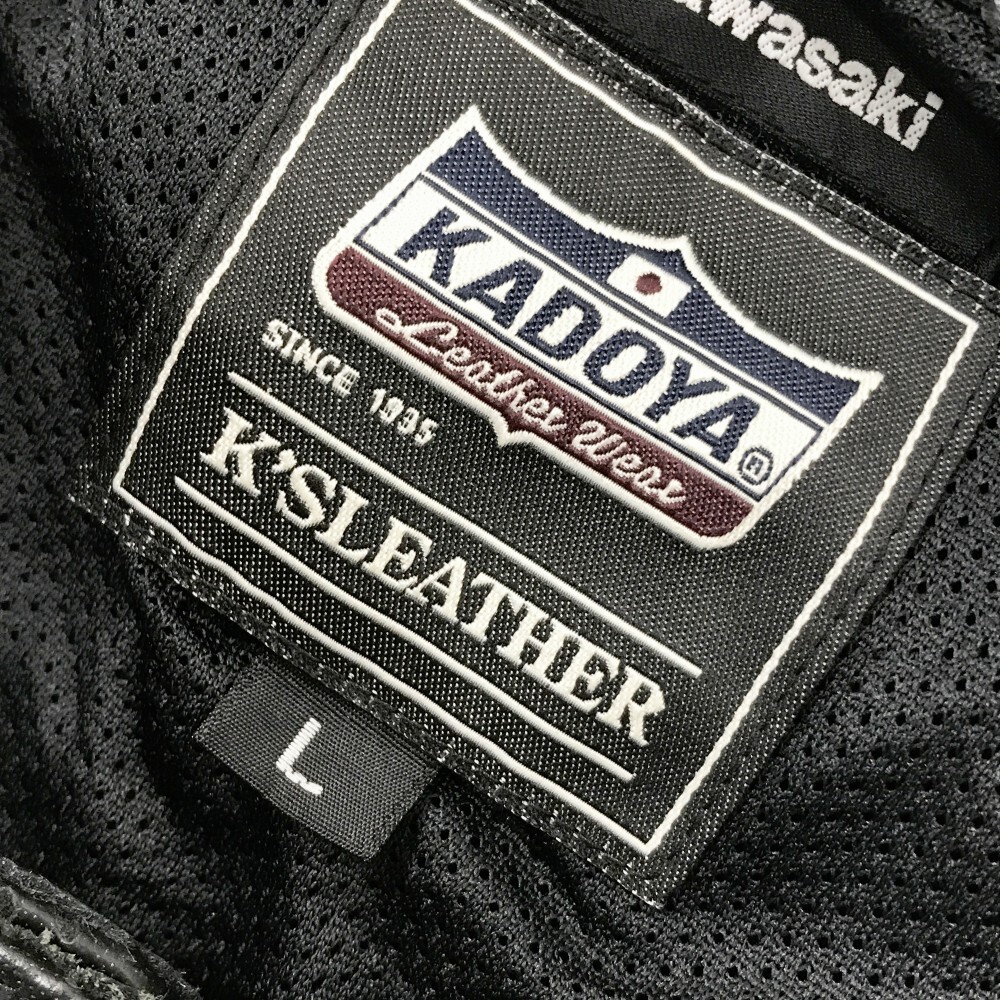 Kawasaki
KADOYA®
Leather Wear
SINCE 1935
K'SLEATHER
L